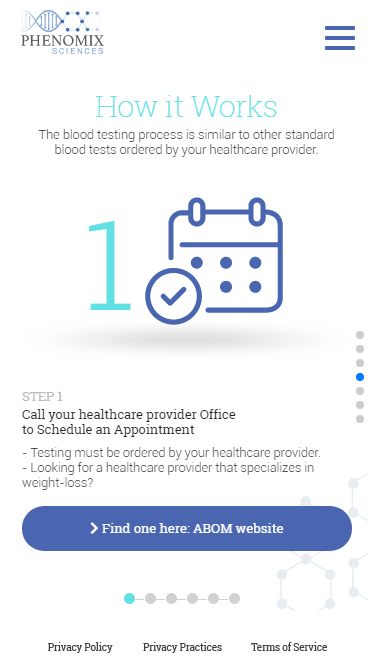 PHENOMIX
SCIENCES
How it Works
The blood testing process is similar to other standard
blood tests ordered by your healthcare provider.
1
STEP 1
Call your healthcare provider Office
to Schedule an Appointment
- Testing must be ordered by your healthcare provider.
- Looking for a healthcare provider that specializes in
weight-loss?
Find one here: ABOM website
Privacy Policy Privacy Practices Terms of Service